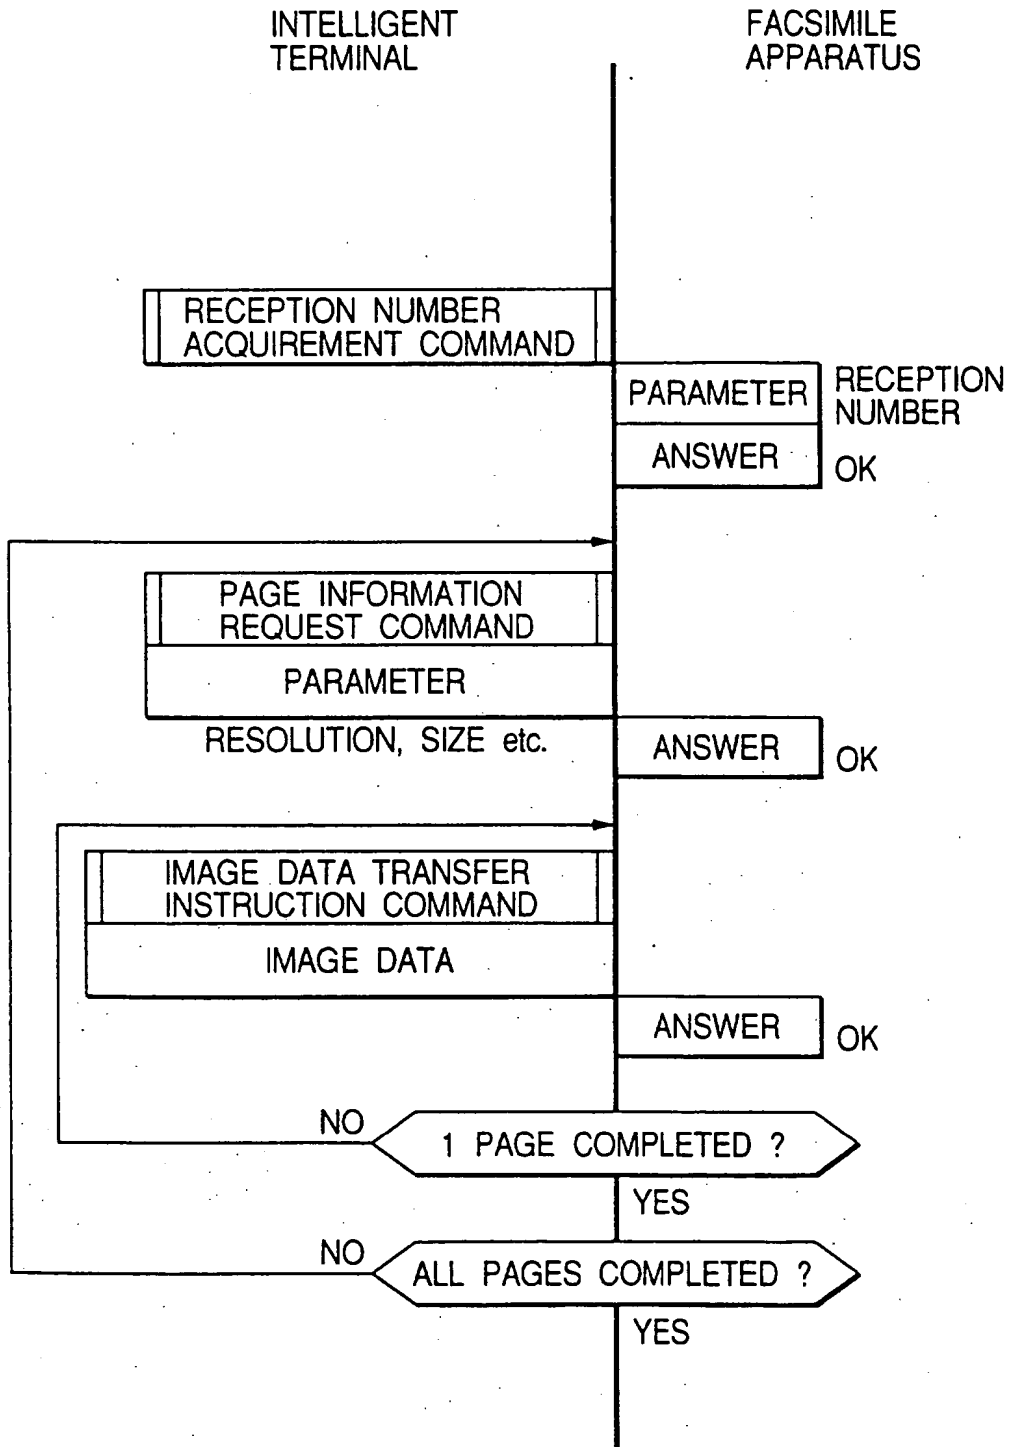 INTELLIGENT
TERMINAL
FACSIMILE
APPARATUS
RECEPTION NUMBER
ACQUIREMENT COMMAND
PARAMETER
RECEPTION
NUMBER
ANSWER
OK
PAGE INFORMATION
REQUEST COMMAND
PARAMETER
RESOLUTION, SIZE etc.
ANSWER
OK
IMAGE DATA TRANSFER
INSTRUCTION COMMAND
IMAGE DATA
ANSWER
OK
NO
1 PAGE COMPLETED ?
YES
NO
ALL PAGES COMPLETED ?
YES